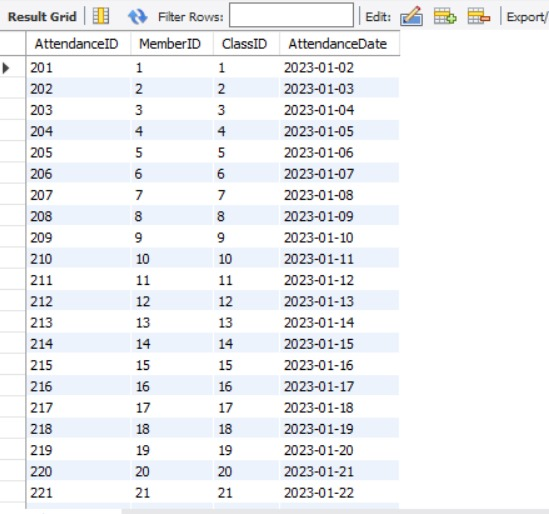 Result Grid Filter Rows: Edit: Export/
AttendanceID MemberID ClassID AttendanceDate
201 1 1 2023-01-02
202 2 2 2023-01-03
203 3 3 2023-01-04
204 4 4 2023-01-05
205 5 5 2023-01-06
206 6 6 2023-01-07
207 7 7 2023-01-08
208 8 8 2023-01-09
209 9 9 2023-01-10
210 10 10 2023-01-11
211 11 11 2023-01-12
212 12 12 2023-01-13
213 13 13 2023-01-14
214 14 14 2023-01-15
215 15 15 2023-01-16
216 16 16 2023-01-17
217 17 17 2023-01-18
218 18 18 2023-01-19
219 19 19 2023-01-20
220 20 20 2023-01-21
221 21 21 2023-01-22